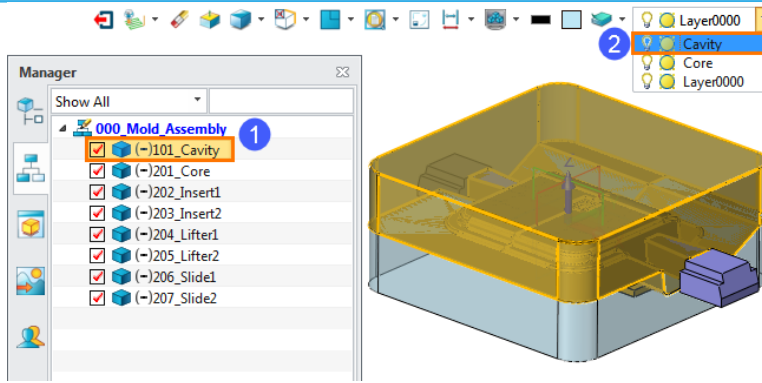 Layer0000
2
Cavity
Core
Layer0000
Manager
Show All
000_Mold_Assembly
1
(-)101_Cavity
(-)201_Core
(-)202_Insert1
(-)203_Insert2
(-)204_Lifter1
(-)205_Lifter2
(-)206_Slide1
(-)207_Slide2
Z